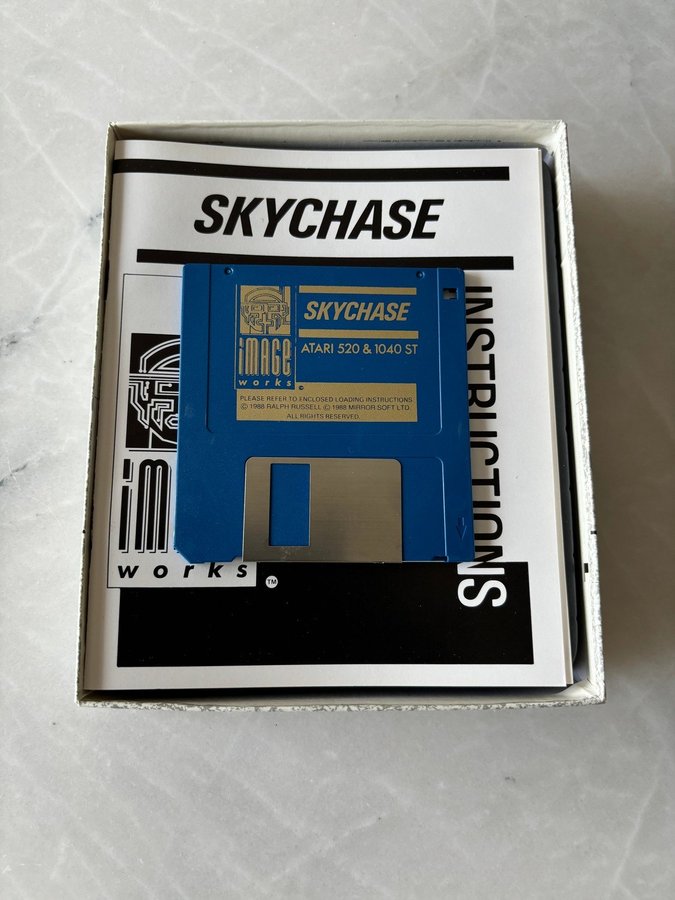 SKYCHASE
INSTRUCTIONS
IM
works
TM
SKYCHASE
ATARI 520 & 1040 ST
IMAGE
works
PLEASE REFER TO ENCLOSED LOADING INSTRUCTIONS
© 1988 RALPH RUSSELL © 1988 MIRROR SOFT LTD.
ALL RIGHTS RESERVED.